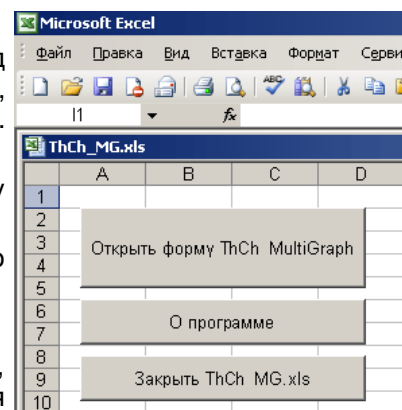 Microsoft Exce
Файл Правка Вид Вставка Формат Серви
I1 fx
ThCh_MG.xls
A B C D
1
2
3
4
5
6
7
8
9
10
Открыть форму ThCh MultiGraph
О программе
Закрыть ThCh MG.xls